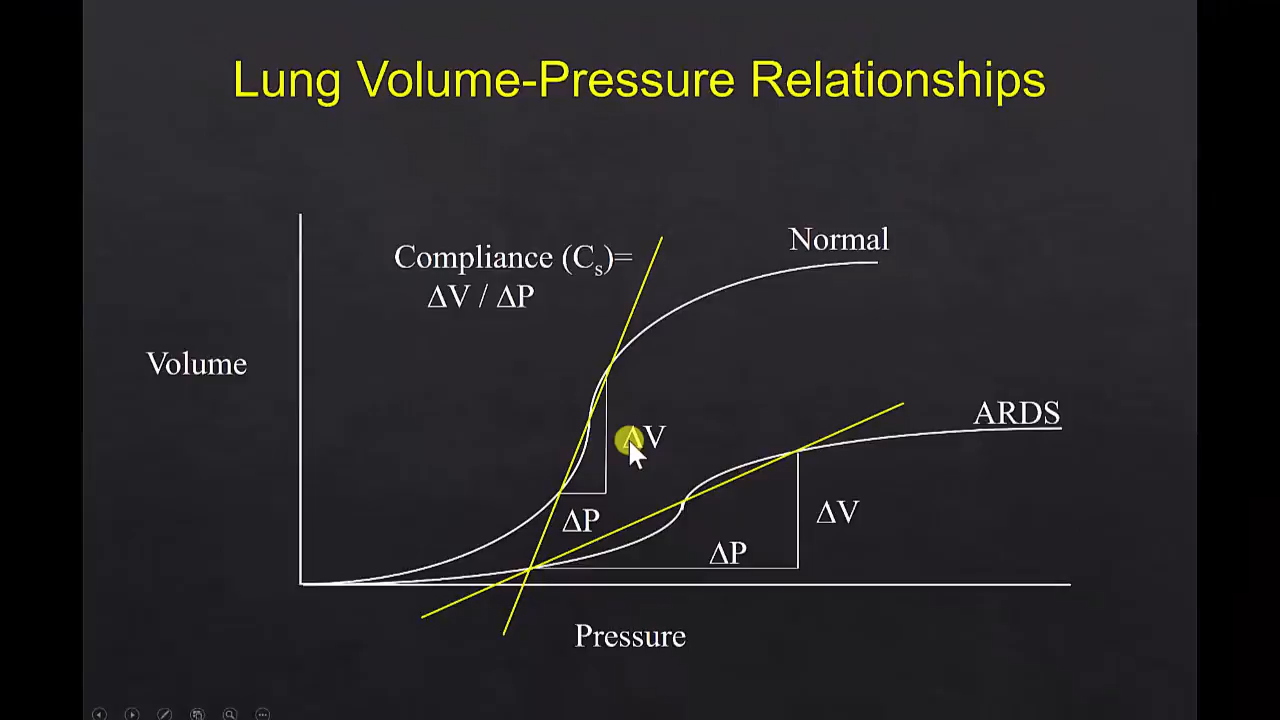 Lung Volume-Pressure Relationships
Normal
Compliance (Cs)=
ΔV / ΔP
Volume
ARDS
ΔV
ΔP
ΔV
ΔP
Pressure